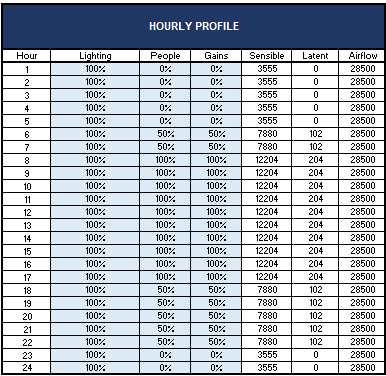 HOURLY PROFILE
Hour Lighting People Gains Sensible Latent Airflow
1 100% 0% 0% 3555 0 28500
2 100% 0% 0% 3555 0 28500
3 100% 0% 0% 3555 0 28500
4 100% 0% 0% 3555 0 28500
5 100% 0% 0% 3555 0 28500
6 100% 50% 50% 7880 102 28500
7 100% 50% 50% 7880 102 28500
8 100% 100% 100% 12204 204 28500
9 100% 100% 100% 12204 204 28500
10 100% 100% 100% 12204 204 28500
11 100% 100% 100% 12204 204 28500
12 100% 100% 100% 12204 204 28500
13 100% 100% 100% 12204 204 28500
14 100% 100% 100% 12204 204 28500
15 100% 100% 100% 12204 204 28500
16 100% 100% 100% 12204 204 28500
17 100% 100% 100% 12204 204 28500
18 100% 50% 50% 7880 102 28500
19 100% 50% 50% 7880 102 28500
20 100% 50% 50% 7880 102 28500
21 100% 50% 50% 7880 102 28500
22 100% 50% 50% 7880 102 28500
23 100% 0% 0% 3555 0 28500
24 100% 0% 0% 3555 0 28500